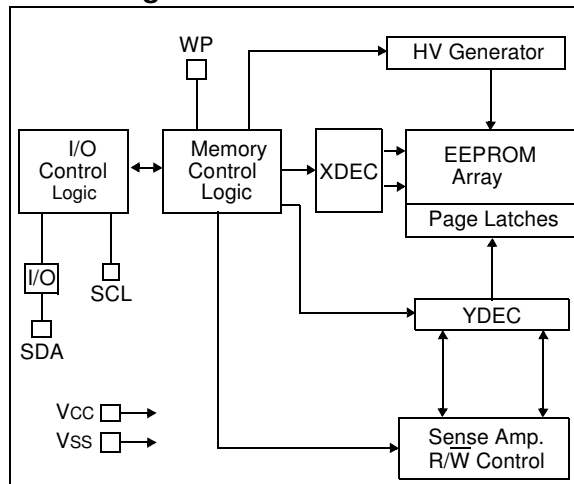 WP
HV Generator
I/O
Control
Logic
Memory
Control
Logic
XDEC
EEPROM
Array
Page Latches
I/O
SCL
SDA
YDEC
VCC
VSS
Sense Amp.
R/W̅ Control